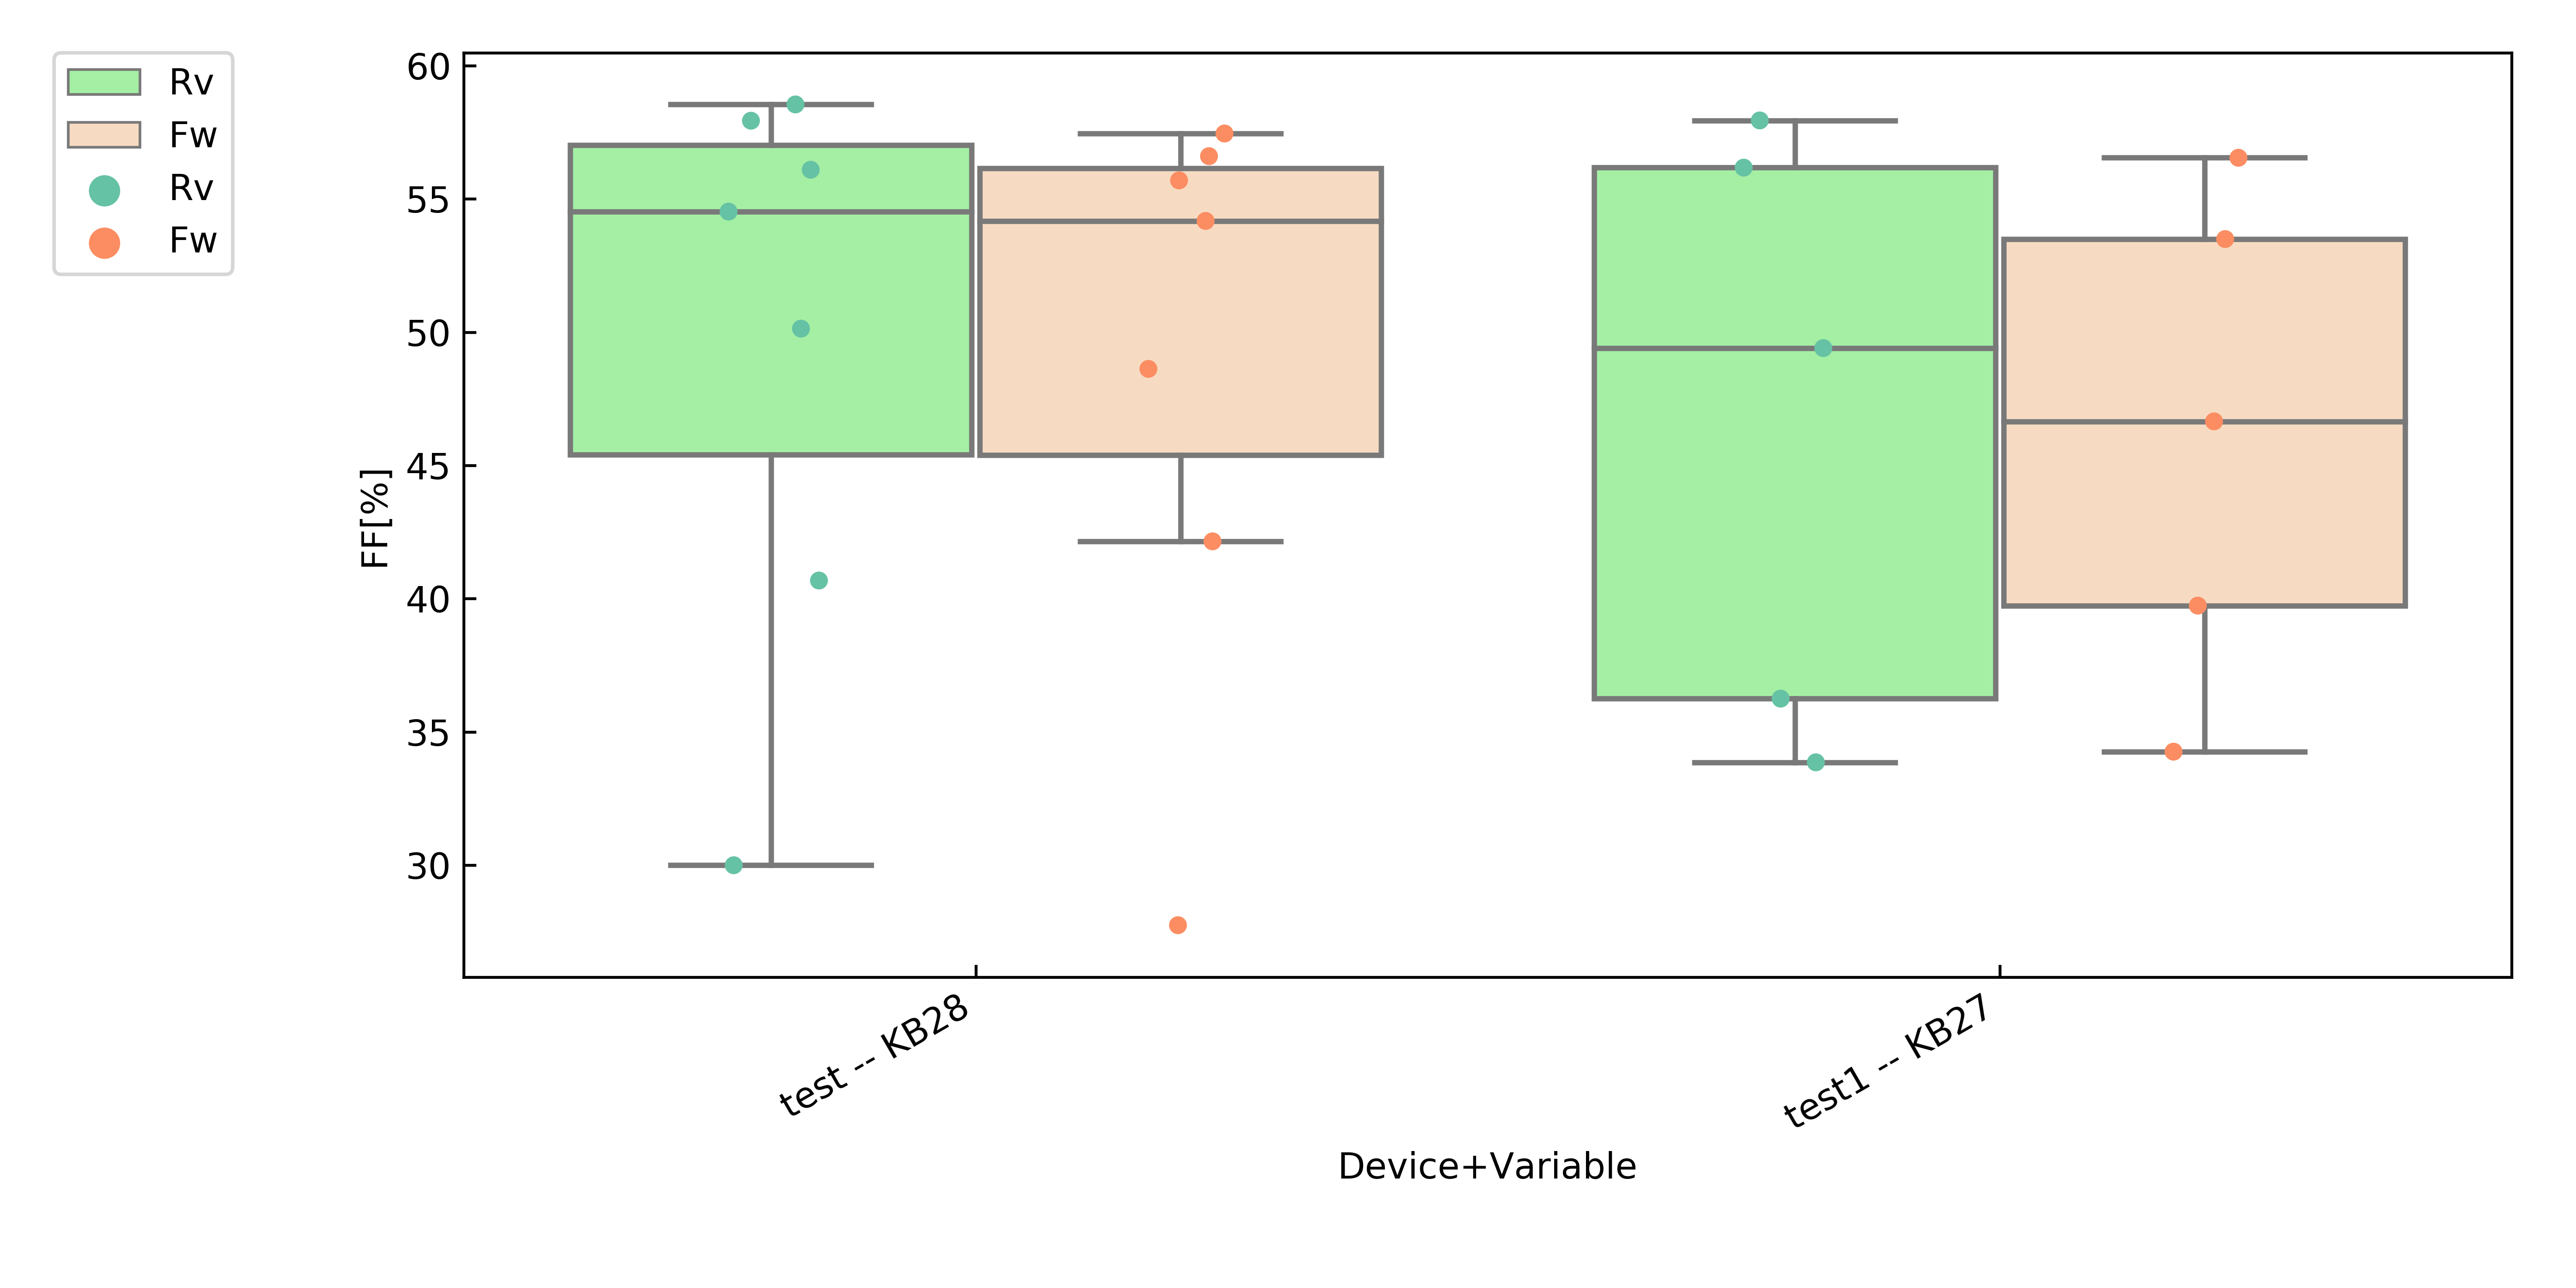 Rv
Fw
Rv
Fw
60
55
50
45
40
35
30
FF[%]
test -- KB28
test1 -- KB27
Device+Variable